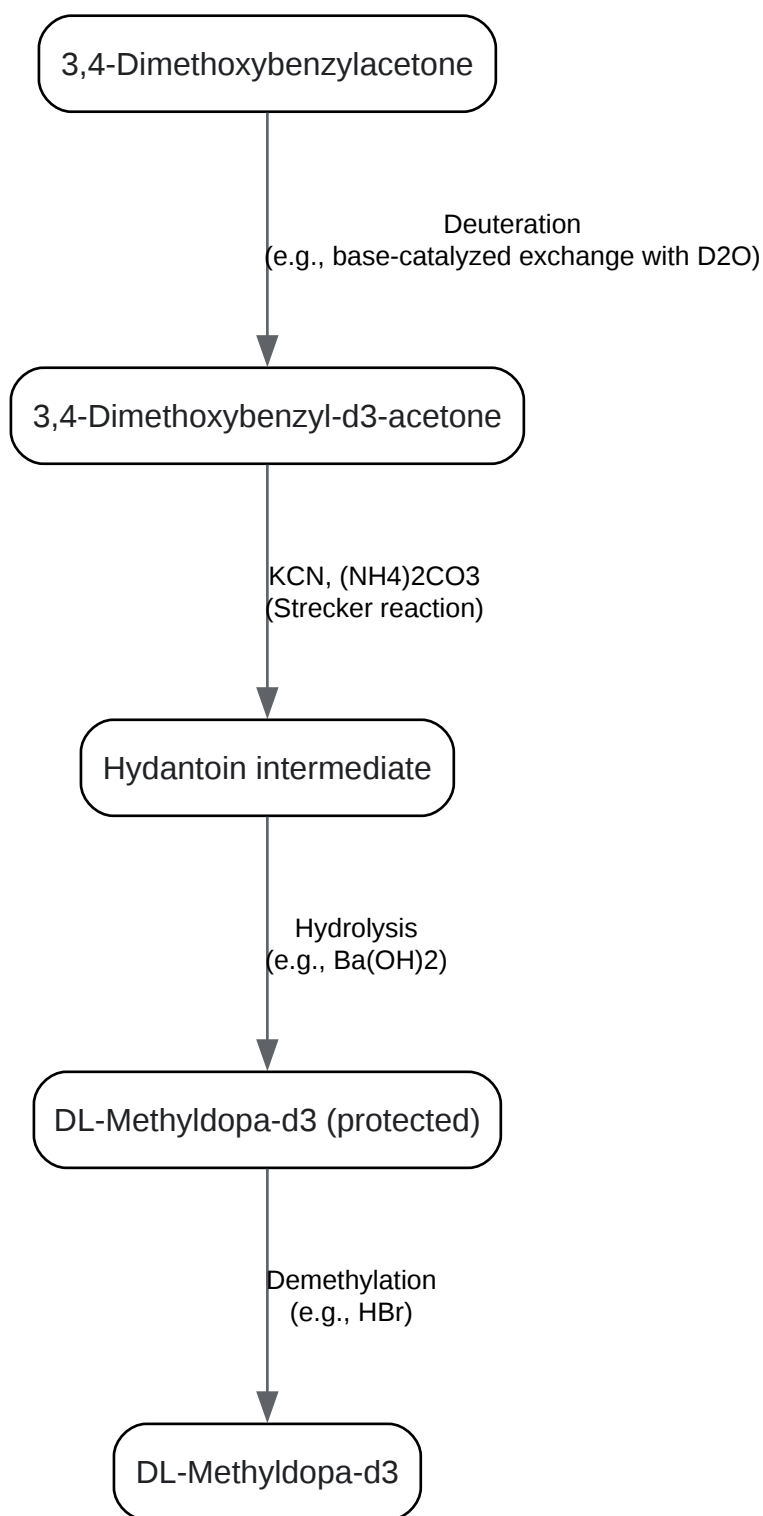 3,4-Dimethoxybenzylacetone
Deuteration
(e.g., base-catalyzed exchange with D2O)
3,4-Dimethoxybenzyl-d3-acetone
KCN, (NH4)2CO3
(Strecker reaction)
Hydantoin intermediate
Hydrolysis
(e.g., Ba(OH)2)
DL-Methyldopa-d3 (protected)
Demethylation
(e.g., HBr)
DL-Methyldopa-d3